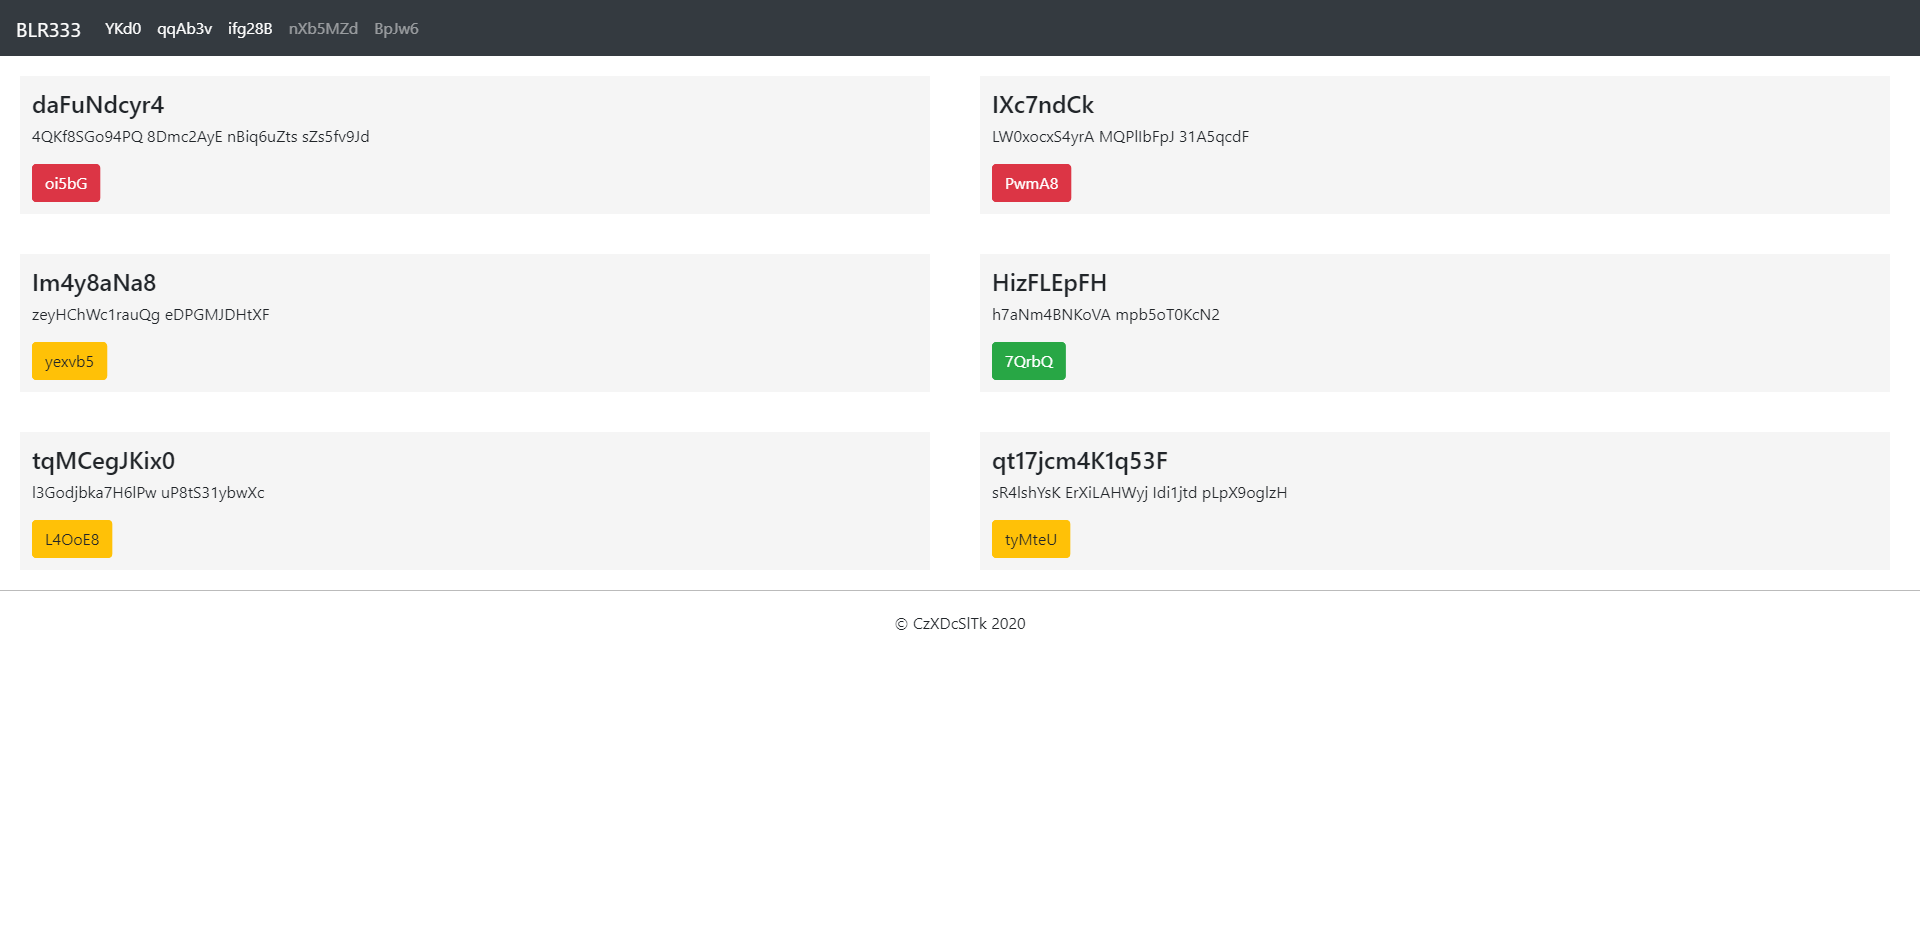 BLR333 YKd0 qqAb3v ifg28B nXb5MZd BpJw6
daFuNdcyr4
4QKf8SGo94PQ 8Dmc2AyE nBiq6uZts sZs5fv9Jd
oi5bG
IXc7ndCk
LW0xocxS4yrA MQPlIbFpJ 31A5qcdF
PwmA8
Im4y8aNa8
zeyHChWc1rauQg eDPGMJDHtXF
yexvb5
HizFLEpFH
h7aNm4BNKoVA mpb5oT0KcN2
7QrbQ
tqMCegJKix0
l3Godjbka7H6lPw uP8tS31ybwXc
L4OoE8
qt17jcm4K1q53F
sR4lshYsK ErXiLAHWyj Idi1jtd pLpX9oglzH
tyMteU
© CzXDcSlTk 2020